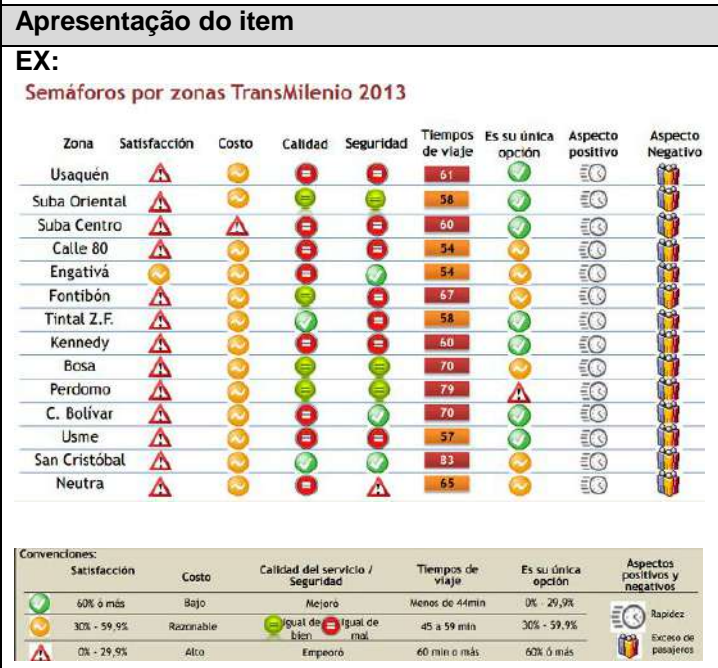 Apresentação do item
EX:
Semáforos por zonas TransMilenio 2013
Zona Satisfacción Costo Calidad Seguridad Tiempos de viaje Es su única opción Aspecto positivo Aspecto Negativo
Usaquén 61
Suba Oriental 58
Suba Centro 60
Calle 80 54
Engativá 54
Fontibón 67
Tintal Z.F. 58
Kennedy 60
Bosa 70
Perdomo 79
C. Bolívar 70
Usme 57
San Cristóbal 83
Neutra 65
Convenciones:
Satisfacción Costo Calidad del servicio / Seguridad Tiempos de viaje Es su única opción Aspectos positivos y negativos
60% ó más Bajo Mejoró Menos de 44min 0% - 29,9%
Rapidez
30% - 59,9% Razonable Igual de bien Igual de mal 45 a 59 min 30% - 59,9%
0% - 29,9% Alto Empeoró 60 min o más 60% ó más
Exceso de pasajeros